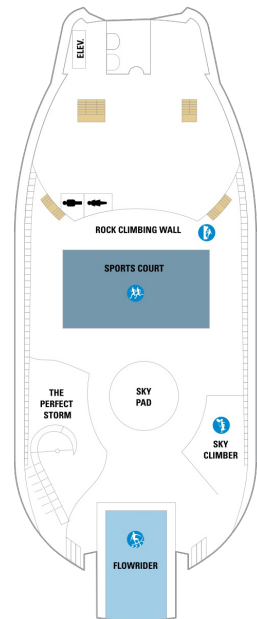 ELEV.
ROCK CLIMBING WALL
SPORTS COURT
THE
PERFECT
STORM
SKY
PAD
SKY
CLIMBER
FLOWRIDER